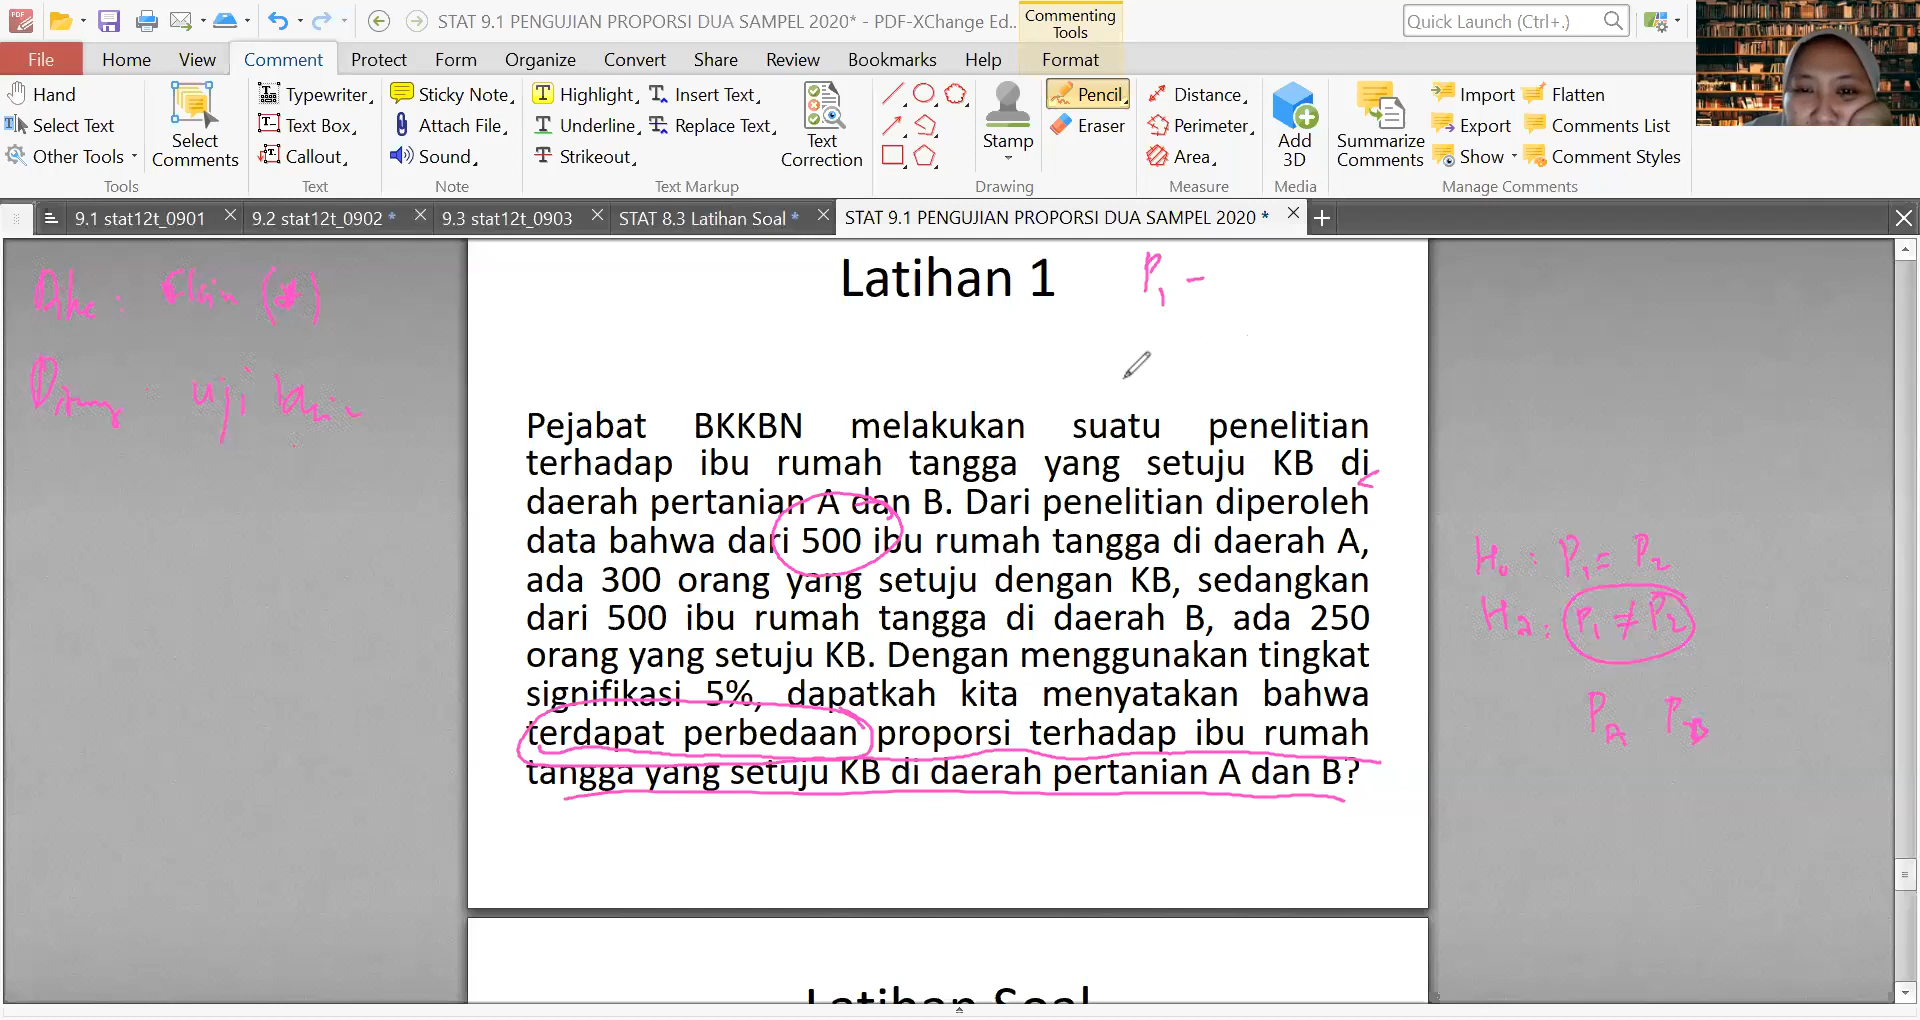 STAT 9.1 PENGUJIAN PROPORSI DUA SAMPEL 2020* - PDF-XChange Ed..
Commenting Tools
Quick Launch (Ctrl+.)
File Home View Comment Protect Form Organize Convert Share Review Bookmarks Help Format
Hand
Select Text
Other Tools
Select Comments
Tools
Typewriter
Text Box
Callout
Text
Sticky Note
Attach File
Sound
Note
Highlight
Underline
Strikeout
Insert Text
Replace Text
Text Correction
Text Markup
Stamp
Pencil
Eraser
Drawing
Distance
Perimeter
Area
Measure
Add 3D
Media
Summarize Comments
Import
Export
Show
Flatten
Comments List
Comment Styles
Manage Comments
9.1 stat12t_0901
9.2 stat12t_0902 *
9.3 stat12t_0903
STAT 8.3 Latihan Soal *
STAT 9.1 PENGUJIAN PROPORSI DUA SAMPEL 2020 *
Latihan 1
P₁ -
Pejabat BKKBN melakukan suatu penelitian
terhadap ibu rumah tangga yang setuju KB di
daerah pertanian A dan B. Dari penelitian diperoleh
data bahwa dari 500 ibu rumah tangga di daerah A,
ada 300 orang yang setuju dengan KB, sedangkan
dari 500 ibu rumah tangga di daerah B, ada 250
orang yang setuju KB. Dengan menggunakan tingkat
signifikasi 5%, dapatkah kita menyatakan bahwa
terdapat perbedaan proporsi terhadap ibu rumah
tangga yang setuju KB di daerah pertanian A dan B?
H₀ : P₁ = P₂
Ha : P₁ ≠ P₂
P_A P_B
uji
Latihan Soal